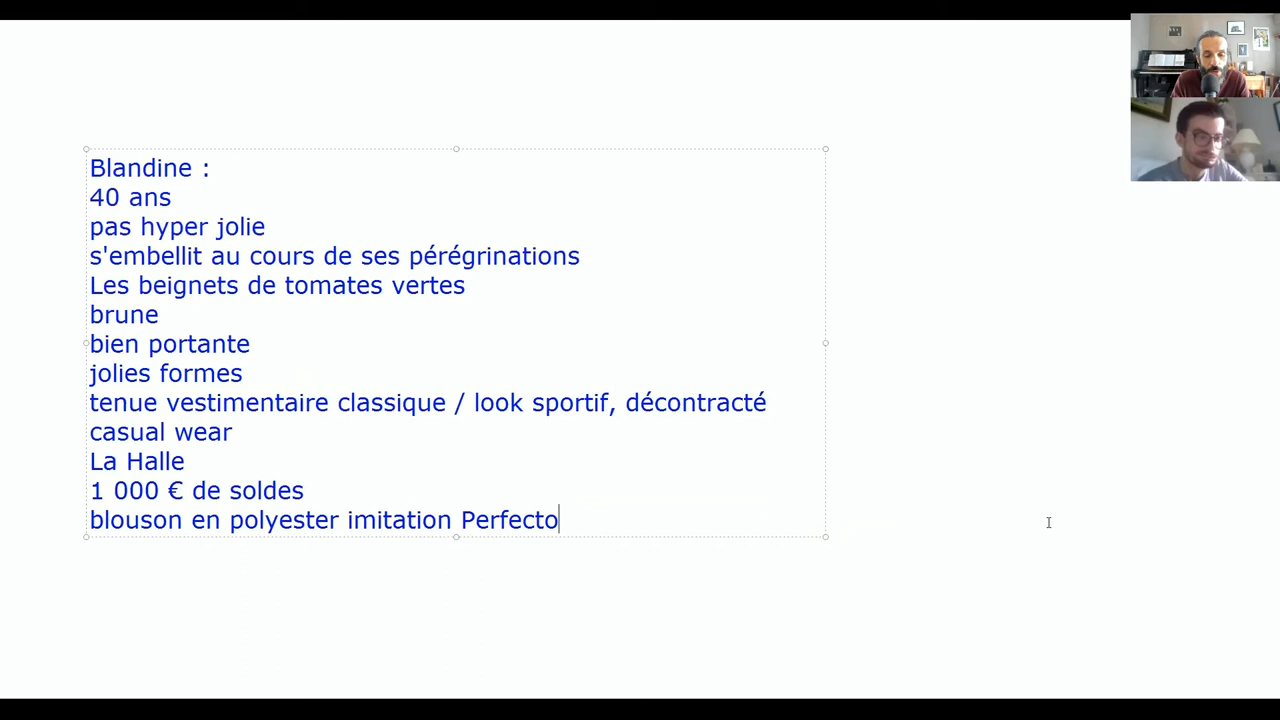 Blandine :
40 ans
pas hyper jolie
s'embellit au cours de ses pérégrinations
Les beignets de tomates vertes
brune
bien portante
jolies formes
tenue vestimentaire classique / look sportif, décontracté
casual wear
La Halle
1 000 € de soldes
blouson en polyester imitation Perfecto